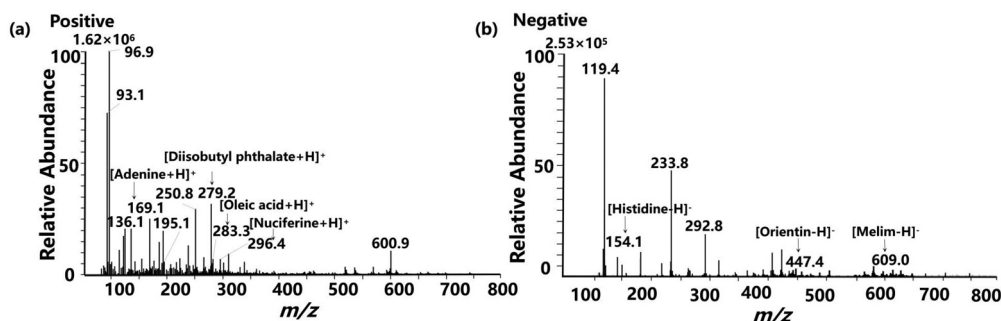 (a)
Positive
1.62×10⁶
100
96.9
93.1
[Diisobutyl phthalate+H]⁺
[Adenine+H]⁺
250.8
279.2
50
169.1
[Oleic acid+H]⁺
136.1
195.1
[Nuciferine+H]⁺
283.3
296.4
600.9
0
Relative Abundance
100 200 300 400 500 600 700 800
m/z
(b)
Negative
2.53×10⁵
100
119.4
233.8
50
[Histidine-H]⁻
154.1
292.8
[Orientin-H]⁻
[Melim-H]⁻
447.4
609.0
0
Relative Abundance
100 200 300 400 500 600 700 800
m/z